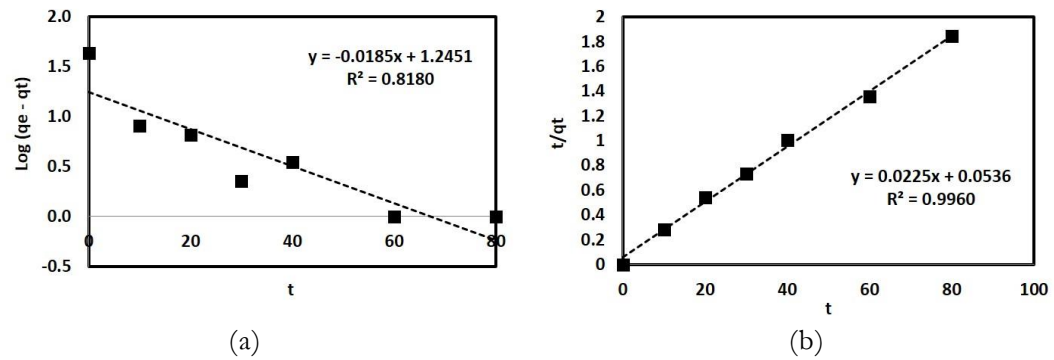 2.0
1.5
1.0
0.5
0.0
-0.5
Log (qe - qt)
y = -0.0185x + 1.2451
R² = 0.8180
0
20
40
60
80
t
(a)
2
1.8
1.6
1.4
1.2
1
0.8
0.6
0.4
0.2
0
t/qt
y = 0.0225x + 0.0536
R² = 0.9960
0
20
40
60
80
100
t
(b)